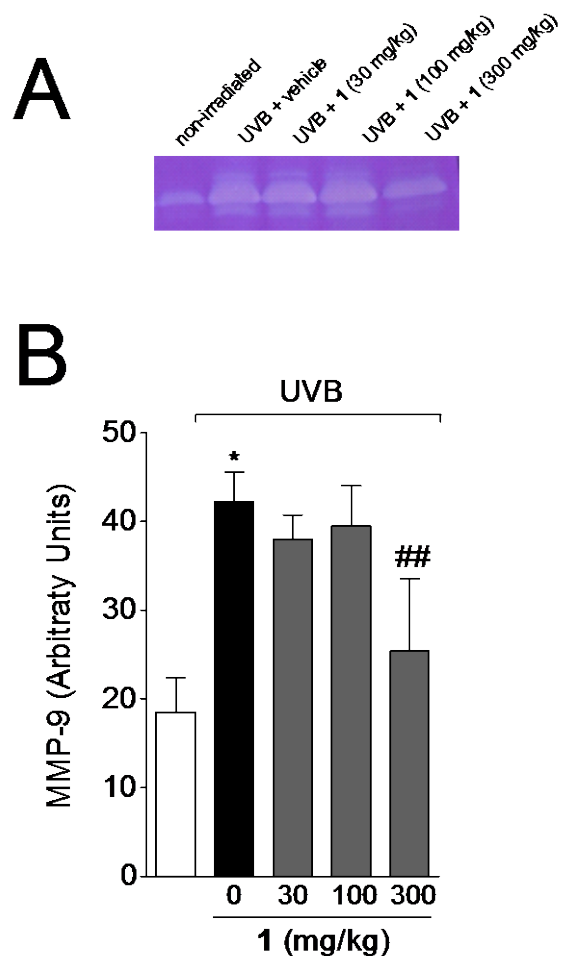 A
non-irradiated
UVB + vehicle
UVB + 1 (30 mg/kg)
UVB + 1 (100 mg/kg)
UVB + 1 (300 mg/kg)
B
UVB
MMP-9 (Arbitraty Units)
50
40
30
20
10
0
*
##
0 30 100 300
1 (mg/kg)